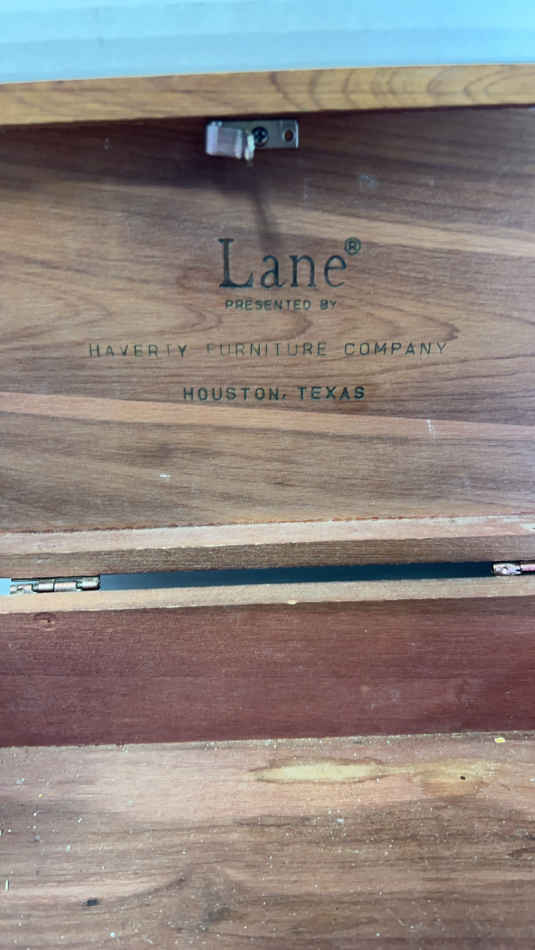 Lane®
PRESENTED BY
HAVERTY FURNITURE COMPANY
HOUSTON, TEXAS